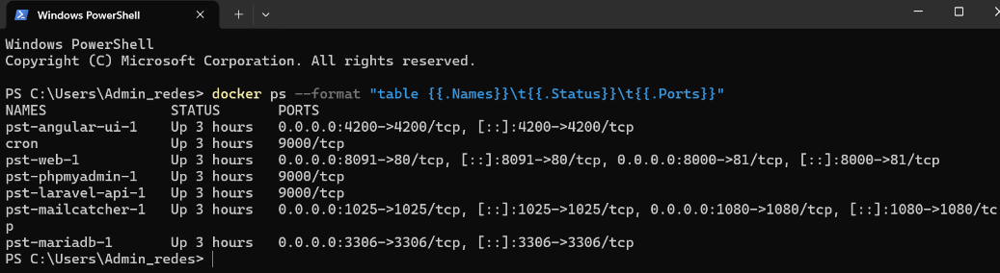 Windows PowerShell
Windows PowerShell
Copyright (C) Microsoft Corporation. All rights reserved.
PS C:\Users\Admin_redes> docker ps --format "table {{.Names}}\t{{.Status}}\t{{.Ports}}"
NAMES STATUS PORTS
pst-angular-ui-1 Up 3 hours 0.0.0.0:4200->4200/tcp, [::]:4200->4200/tcp
cron Up 3 hours 9000/tcp
pst-web-1 Up 3 hours 0.0.0.0:8091->80/tcp, [::]:8091->80/tcp, 0.0.0.0:8000->81/tcp, [::]:8000->81/tcp
pst-phpmyadmin-1 Up 3 hours 9000/tcp
pst-laravel-api-1 Up 3 hours 9000/tcp
pst-mailcatcher-1 Up 3 hours 0.0.0.0:1025->1025/tcp, [::]:1025->1025/tcp, 0.0.0.0:1080->1080/tcp, [::]:1080->1080/tc
p
pst-mariadb-1 Up 3 hours 0.0.0.0:3306->3306/tcp, [::]:3306->3306/tcp
PS C:\Users\Admin_redes>